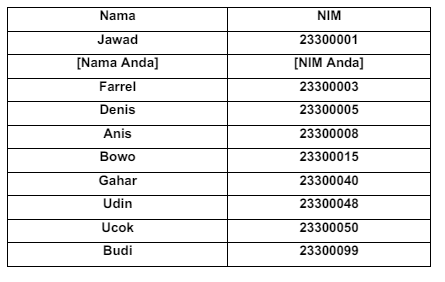 Nama NIM
Jawad 23300001
[Nama Anda] [NIM Anda]
Farrel 23300003
Denis 23300005
Anis 23300008
Bowo 23300015
Gahar 23300040
Udin 23300048
Ucok 23300050
Budi 23300099